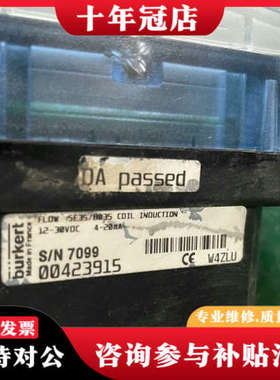 十年冠店
QA passed
burkert
Made in France
FLOW /SE35/8035 COIL INDUCTION
12-30VDC 4-20mA
S/N 7099
00423915
CE W4ZLU
发票
专业维修,质
持对公
咨询参与补贴活